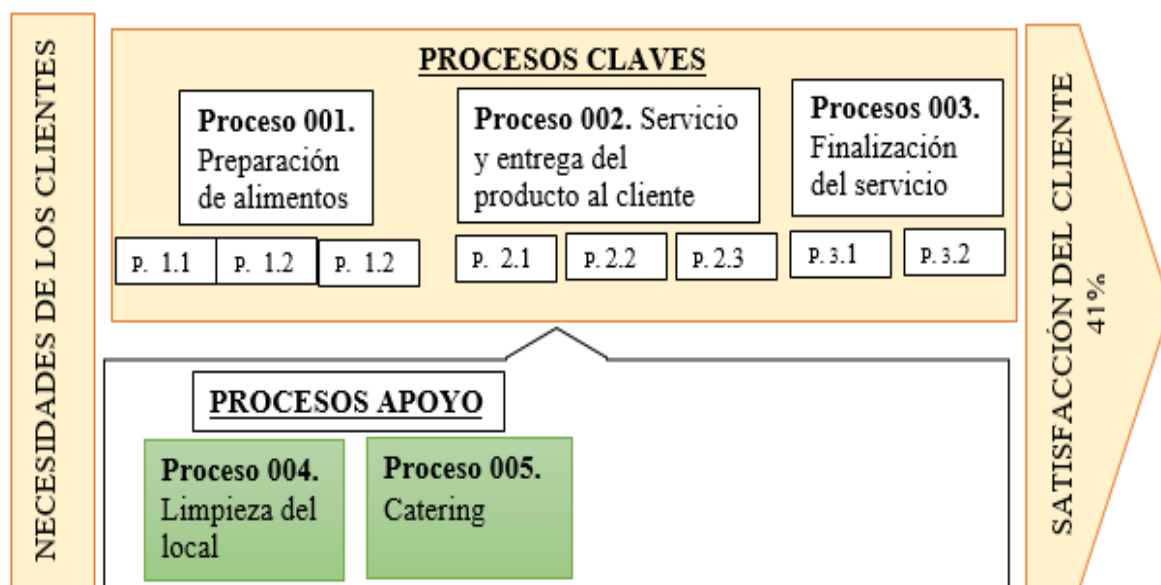 NECESIDADES DE LOS CLIENTES
PROCESOS CLAVES
Proceso 001.
Preparación
de alimentos
P. 1.1
P. 1.2
P. 1.2
Proceso 002. Servicio
y entrega del
producto al cliente
P. 2.1
P. 2.2
P. 2.3
Procesos 003.
Finalización
del servicio
P. 3.1
P. 3.2
PROCESOS APOYO
Proceso 004.
Limpieza del
local
Proceso 005.
Catering
SATISFACCIÓN DEL CLIENTE
41%